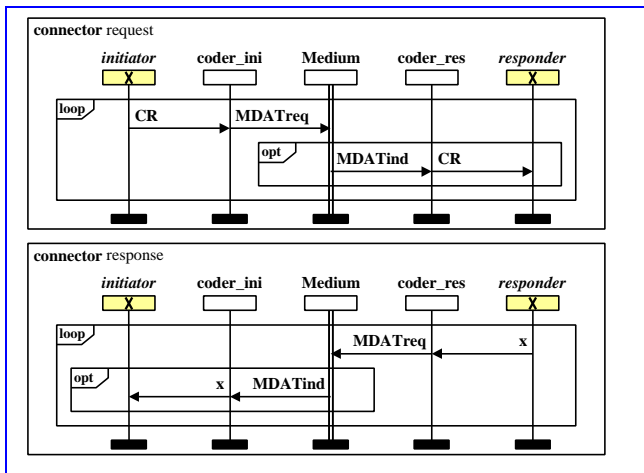 connector request
initiator coder_ini Medium coder_res responder
X X
loop
CR MDATreq
opt
MDATind CR
connector response
initiator coder_ini Medium coder_res responder
X X
loop
MDATreq x
opt
x MDATind